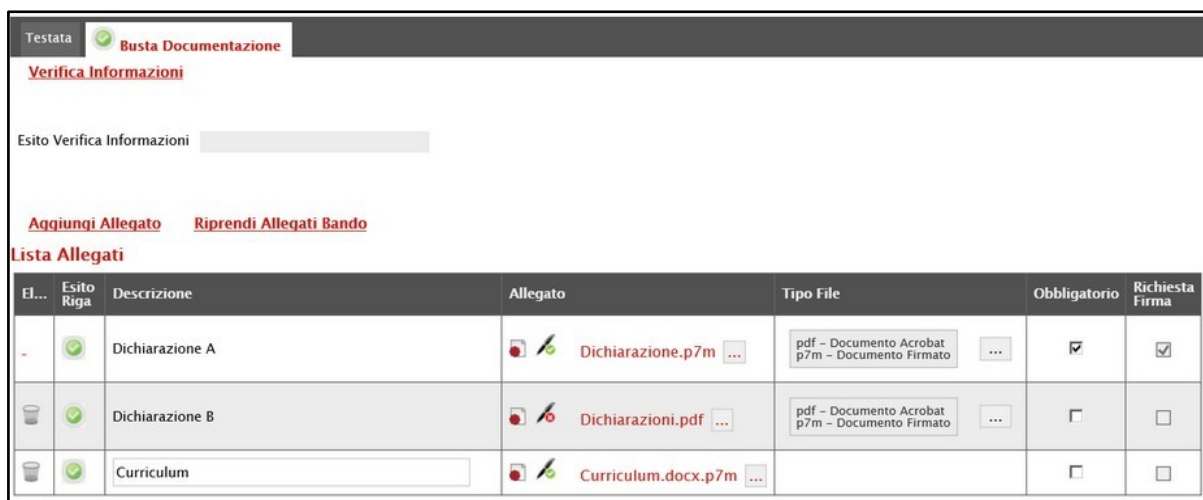 Testata
Busta Documentazione
Verifica Informazioni
Esito Verifica Informazioni
Aggiungi Allegato Riprendi Allegati Bando
Lista Allegati
El... Esito Riga Descrizione Allegato Tipo File Obbligatorio Richiesta Firma
- Dichiarazione A Dichiarazione.p7m ... pdf - Documento Acrobat
p7m - Documento Firmato ...
Dichiarazione B Dichiarazioni.pdf ... pdf - Documento Acrobat
p7m - Documento Firmato ...
Curriculum Curriculum.docx.p7m ...